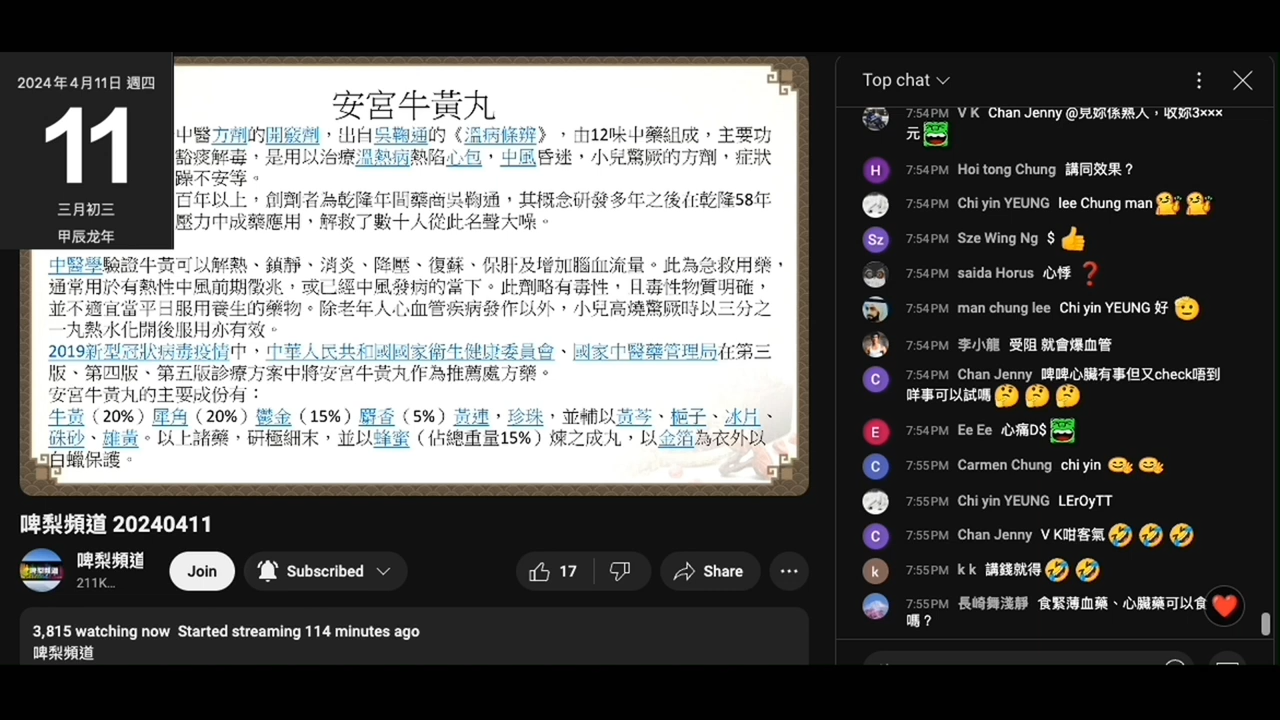 2024年4月11日 週四
11
三月初三
甲辰龙年
安宮牛黃丸
中醫方劑的開竅劑，出自吳鞠通的《溫病條辨》，由12味中藥組成，主要功
豁痰解毒，是用以治療溫熱病熱陷心包，中風昏迷，小兒驚厥的方劑，症狀
躁不安等。
百年以上，創劑者為乾隆年間藥商吳鞠通，其概念研發多年之後在乾隆58年
壓力中成藥應用，解救了數十人從此名聲大噪。
中醫學驗證牛黃可以解熱、鎮靜、消炎、降壓、復蘇、保肝及增加腦血流量。此為急救用藥，
通常用於有熱性中風前期徵兆，或已經中風發病的當下。此劑略有毒性，且毒性物質明確，
並不適宜當平日服用養生的藥物。除老年人心血管疾病發作以外，小兒高燒驚厥時以三分之
一丸熱水化開後服用亦有效。
2019新型冠狀病毒疫情中，中華人民共和國國家衛生健康委員會、國家中醫藥管理局在第三
版、第四版、第五版診療方案中將安宮牛黃丸作為推薦處方藥。
安宮牛黃丸的主要成份有：
牛黃（20%）犀角（20%）鬱金（15%）麝香（5%）黃連，珍珠，並輔以黃芩、梔子、冰片、
硃砂、雄黃。以上諸藥，研極細末，並以蜂蜜（佔總重量15%）煉之成丸，以金箔為衣外以
白蠟保護。
啤梨頻道 20240411
啤梨頻道
211K...
Join
Subscribed
17
Share
3,815 watching now Started streaming 114 minutes ago
啤梨頻道
Top chat
7:54PM V K Chan Jenny @見妳係熟人，收妳3×××
元
7:54PM Hoi tong Chung 講同效果？
7:54PM Chi yin YEUNG lee Chung man
7:54PM Sze Wing Ng $ 👍
7:54PM saida Horus 心悸 ❓
7:54PM man chung lee Chi yin YEUNG 好 🫡
7:54PM 李小龍 受阻 就會爆血管
7:54PM Chan Jenny 啤啤心臟有事但又check唔到
咩事可以試嗎 🤔 🤔 🤔
7:54PM Ee Ee 心痛D$
7:55PM Carmen Chung chi yin
7:55PM Chi yin YEUNG LErOyTT
7:55PM Chan Jenny V K咁客氣 🤣 🤣 🤣
7:55PM k k 講錢就得 🤣 🤣
7:55PM 長崎舞淺靜 食緊薄血藥、心臟藥可以食
嗎？